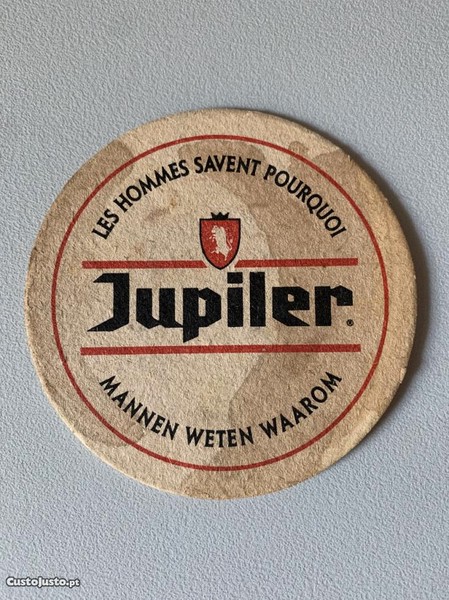 LES HOMMES SAVENT POURQUOI
Jupiler®
MANNEN WETEN WAAROM
CustoJusto.pt